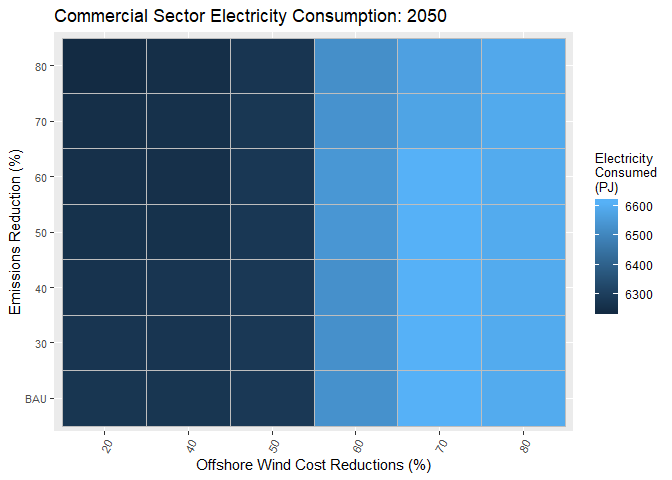 Commercial Sector Electricity Consumption: 2050
Emissions Reduction (%)
80
70
60
50
40
30
BAU
20
40
50
60
70
80
Offshore Wind Cost Reductions (%)
Electricity
Consumed
(PJ)
6600
6500
6400
6300